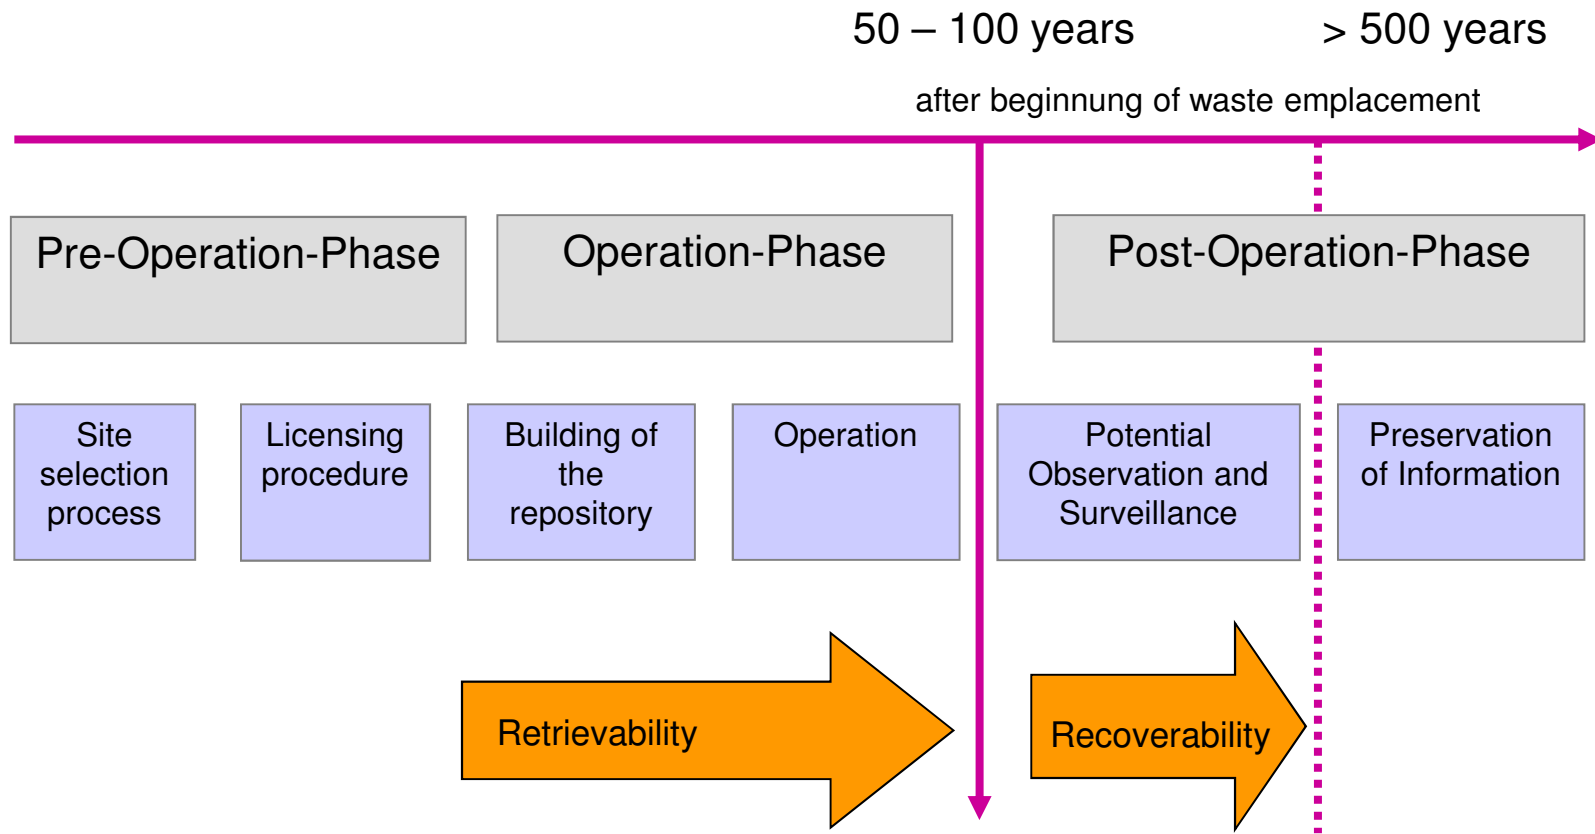 50 – 100 years
> 500 years
after beginnung of waste emplacement
Pre-Operation-Phase
Operation-Phase
Post-Operation-Phase
Site
selection
process
Licensing
procedure
Building of
the
repository
Operation
Potential
Observation and
Surveillance
Preservation
of Information
Retrievability
Recoverability